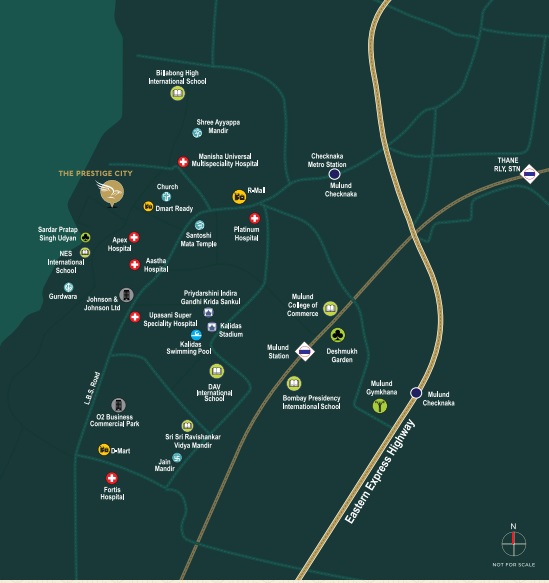 Billabong High
International School
Shree Ayyappa
Mandir
Manisha Universal
Multispeciality Hospital
Checknaka
Metro Station
Mulund
Checknaka
THANE
RLY, STN
THE PRESTIGE CITY
Church
Dmart Ready
R-Mall
Platinum
Hospital
Santoshi
Mata Temple
Sardar Pratap
Singh Udyan
Apex
Hospital
NES
International
School
Aastha
Hospital
Gurdwara
Johnson &
Johnson Ltd
Priydarshini Indira
Gandhi Krida Sankul
Upasani Super
Speciality Hospital
Kalidas
Stadium
Kalidas
Swimming Pool
Mulund
College of
Commerce
Mulund
Station
Deshmukh
Garden
DAV
International
School
Bombay Presidency
International School
Mulund
Gymkhana
Mulund
Checknaka
L.B.S. Road
O2 Business
Commercial Park
Sri Sri Ravishankar
Vidya Mandir
D-Mart
Jain
Mandir
Fortis
Hospital
Eastern Express Highway
N
NOT FOR SCALE